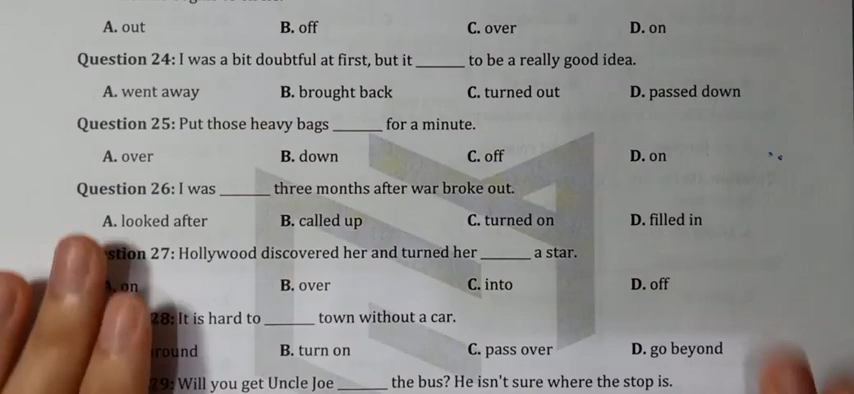 A. out B. off C. over D. on
Question 24: I was a bit doubtful at first, but it ______ to be a really good idea.
A. went away B. brought back C. turned out D. passed down
Question 25: Put those heavy bags ______ for a minute.
A. over B. down C. off D. on
Question 26: I was ______ three months after war broke out.
A. looked after B. called up C. turned on D. filled in
stion 27: Hollywood discovered her and turned her ______ a star.
A. on B. over C. into D. off
28: It is hard to ______ town without a car.
round B. turn on C. pass over D. go beyond
29: Will you get Uncle Joe ______ the bus? He isn't sure where the stop is.